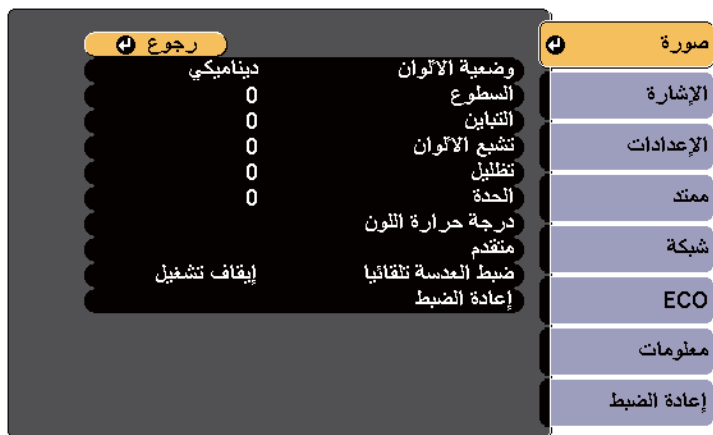 صورة
الإشارة
الإعدادات
ممتد
شبكة
ECO
معلومات
إعادة الضبط
رجوع
وضعية الألوان ديناميكي
السطوع 0
التباين 0
تشبع الألوان 0
تظليل 0
الحدة 0
درجة حرارة اللون
متقدم
ضبط العدسة تلقائيا إيقاف تشغيل
إعادة الضبط